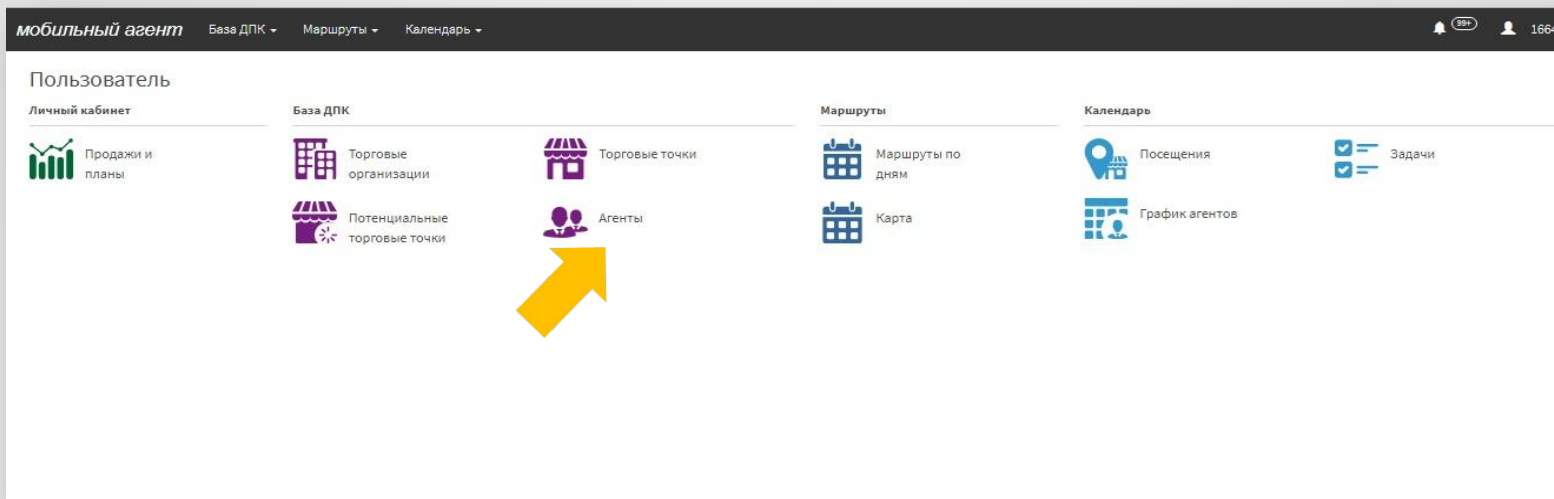 мобильный агент База ДПК Маршруты Календарь 99+ 1664
Пользователь
Личный кабинет
Продажи и
планы
База ДПК
Торговые
организации
Торговые точки
Потенциальные
торговые точки
Агенты
Маршруты
Маршруты по
дням
Карта
Календарь
Посещения
Задачи
График агентов